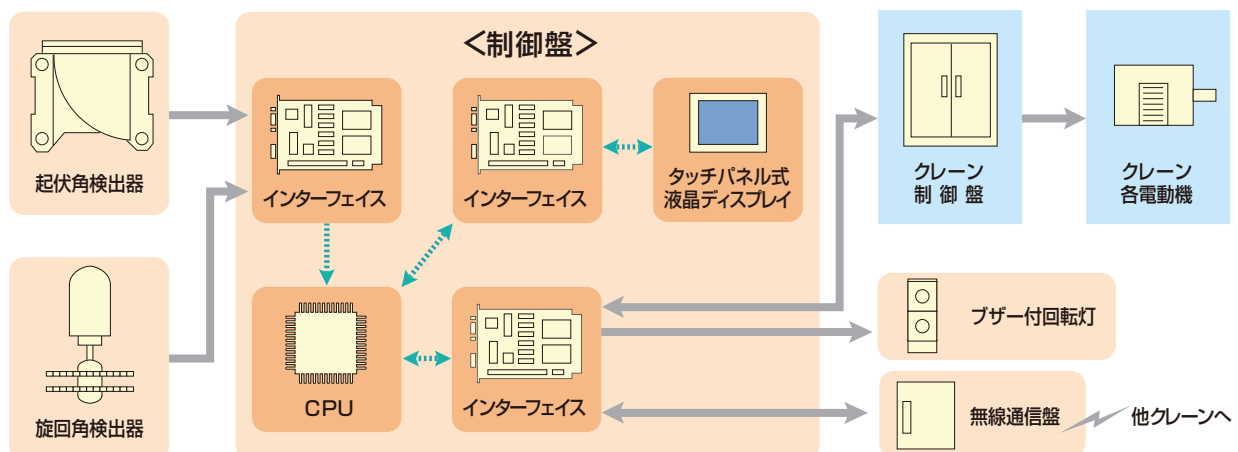 <制御盤>
起伏角検出器
インターフェイス
インターフェイス
タッチパネル式
液晶ディスプレイ
クレーン
制御盤
クレーン
各電動機
旋回角検出器
CPU
インターフェイス
ブザー付回転灯
無線通信盤
他クレーンへ